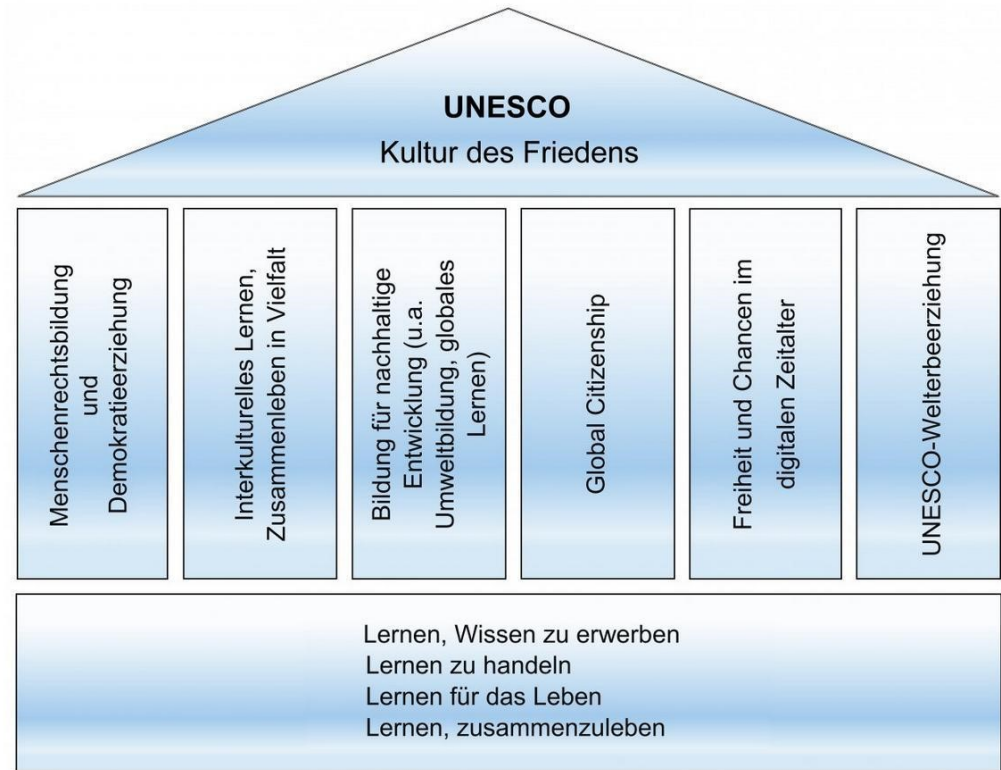 UNESCO
Kultur des Friedens
Menschenrechtsbildung
und
Demokratieerziehung
Interkulturelles Lernen,
Zusammenleben in Vielfalt
Bildung für nachhaltige
Entwicklung (u.a.
Umweltbildung, globales
Lernen)
Global Citizenship
Freiheit und Chancen im
digitalen Zeitalter
UNESCO-Welterbeerziehung
Lernen, Wissen zu erwerben
Lernen zu handeln
Lernen für das Leben
Lernen, zusammenzuleben